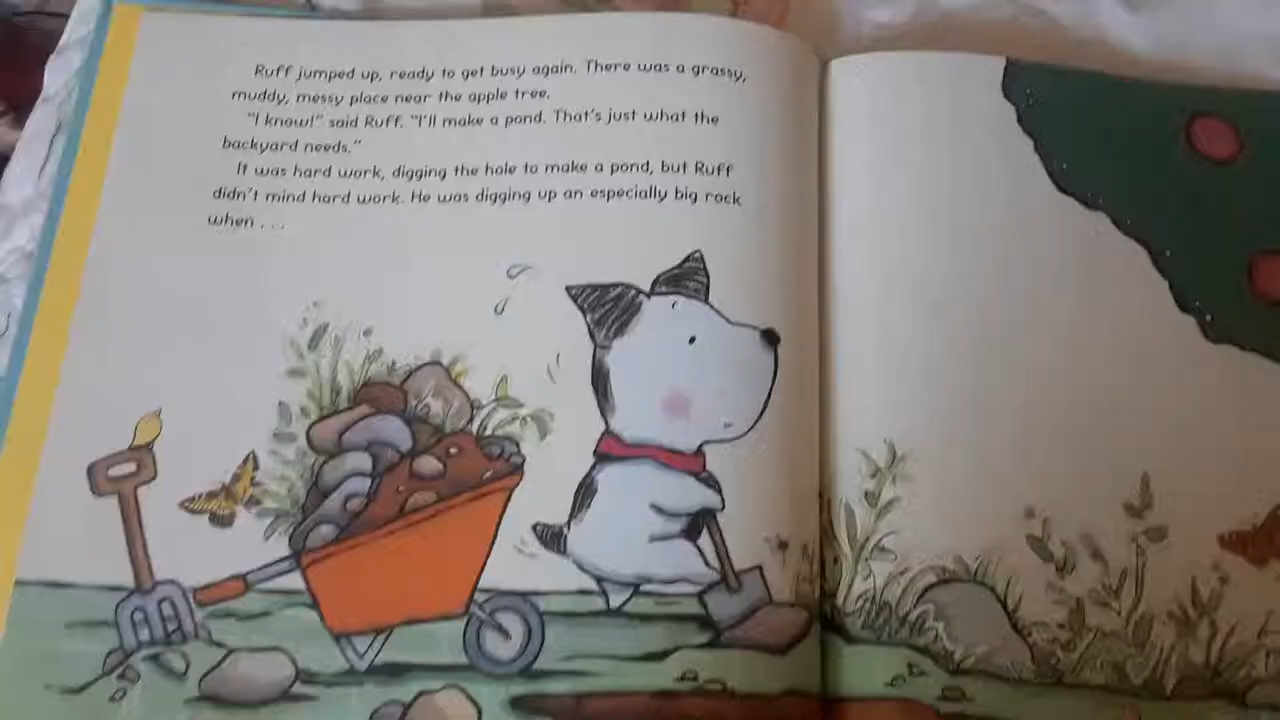 Ruff jumped up, ready to get busy again. There was a grassy,
muddy, messy place near the apple tree.
"I know!" said Ruff. "I'll make a pond. That's just what the
backyard needs."
It was hard work, digging the hole to make a pond, but Ruff
didn't mind hard work. He was digging up an especially big rock
when . . .